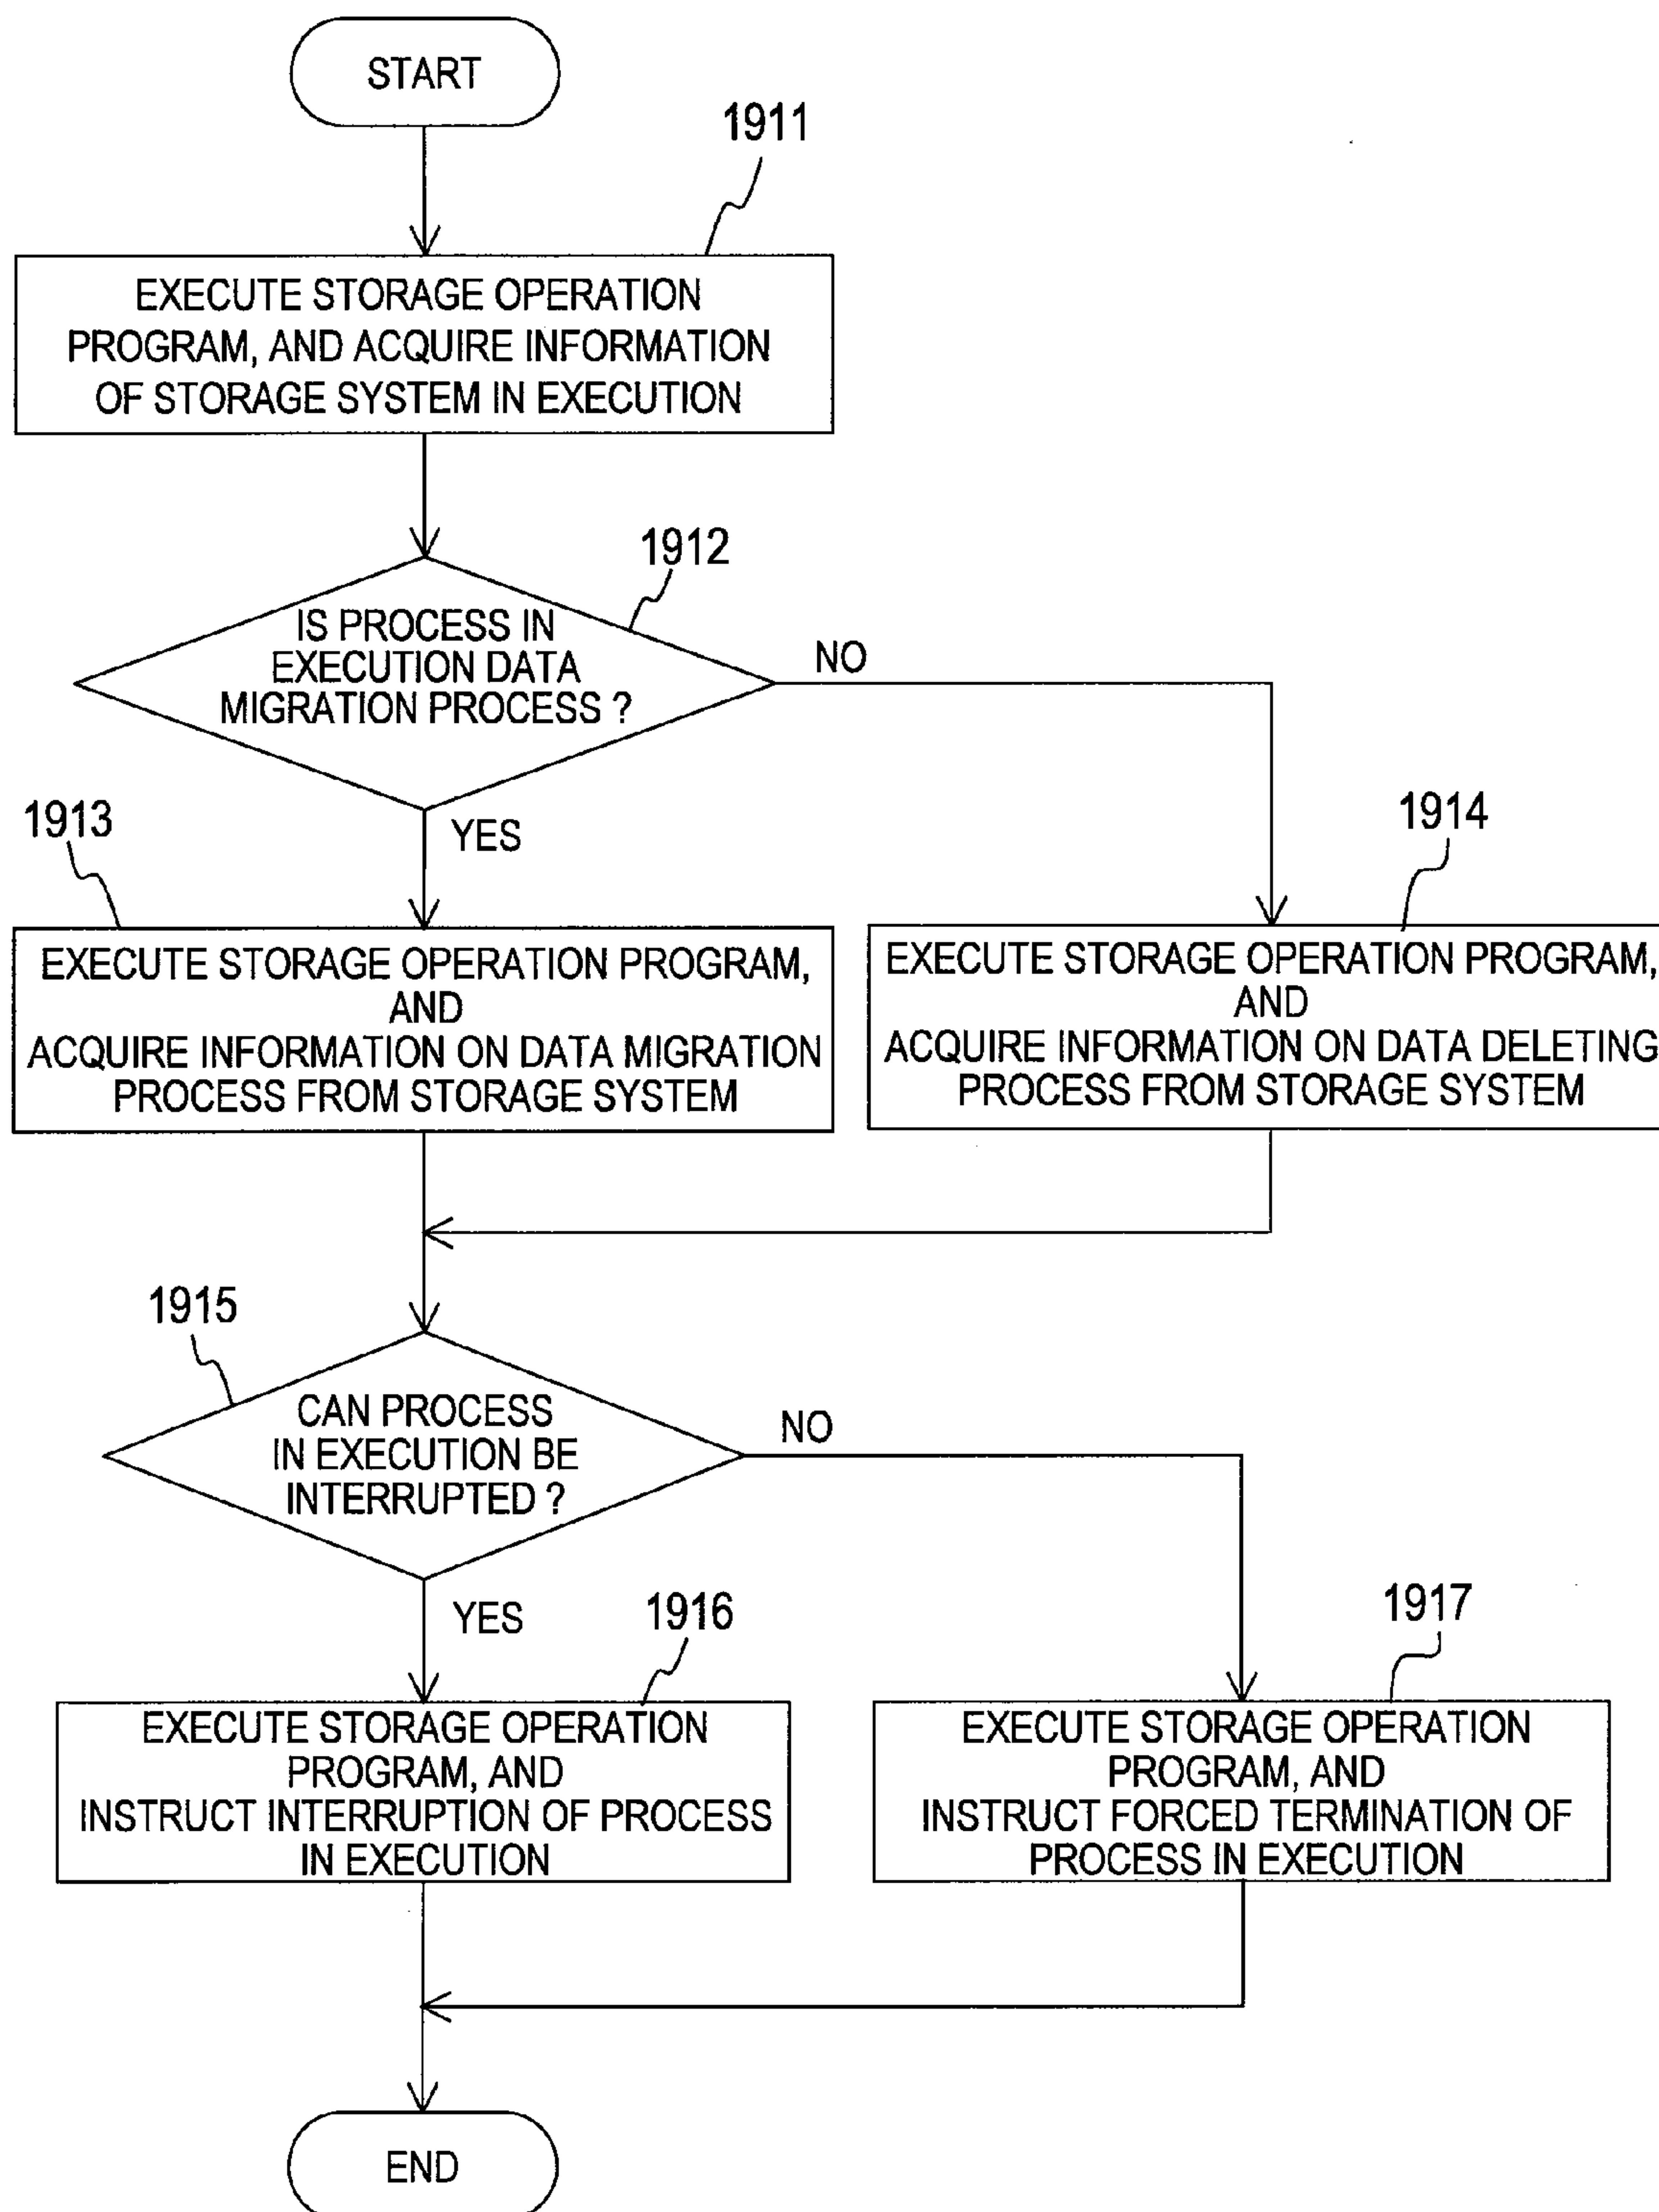 START
1911
EXECUTE STORAGE OPERATION
PROGRAM, AND ACQUIRE INFORMATION
OF STORAGE SYSTEM IN EXECUTION
1912
IS PROCESS IN
EXECUTION DATA
MIGRATION PROCESS ?
NO
YES
1913
EXECUTE STORAGE OPERATION PROGRAM,
AND
ACQUIRE INFORMATION ON DATA MIGRATION
PROCESS FROM STORAGE SYSTEM
1914
EXECUTE STORAGE OPERATION PROGRAM,
AND
ACQUIRE INFORMATION ON DATA DELETING
PROCESS FROM STORAGE SYSTEM
1915
CAN PROCESS
IN EXECUTION BE
INTERRUPTED ?
NO
YES
1916
EXECUTE STORAGE OPERATION
PROGRAM, AND
INSTRUCT INTERRUPTION OF PROCESS
IN EXECUTION
1917
EXECUTE STORAGE OPERATION
PROGRAM, AND
INSTRUCT FORCED TERMINATION OF
PROCESS IN EXECUTION
END